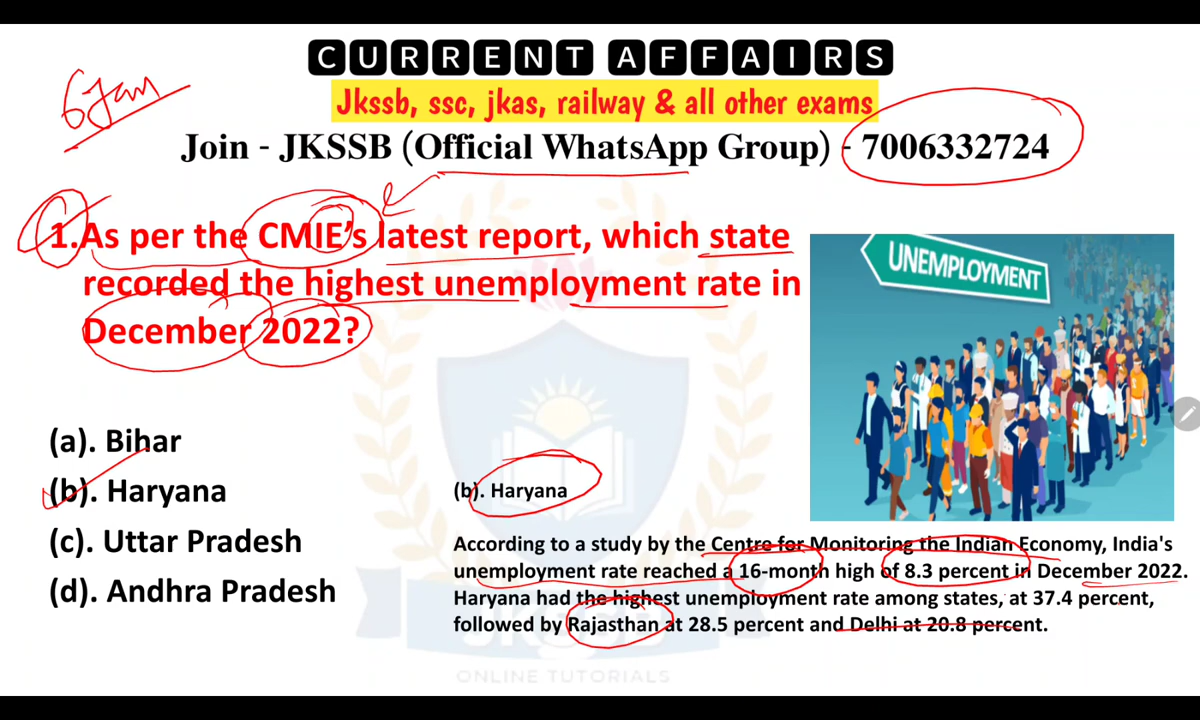 CURRENT AFFAIRS
6 Jan
Jkssb, ssc, jkas, railway & all other exams
Join - JKSSB (Official WhatsApp Group) - 7006332724
1.As per the CMIE's latest report, which state
recorded the highest unemployment rate in
December 2022?
UNEMPLOYMENT
(a). Bihar
(b). Haryana
(c). Uttar Pradesh
(d). Andhra Pradesh
(b). Haryana
According to a study by the Centre for Monitoring the Indian Economy, India's
unemployment rate reached a 16-month high of 8.3 percent in December 2022.
Haryana had the highest unemployment rate among states, at 37.4 percent,
followed by Rajasthan at 28.5 percent and Delhi at 20.8 percent.
JKSSB
ONLINE TUTORIALS